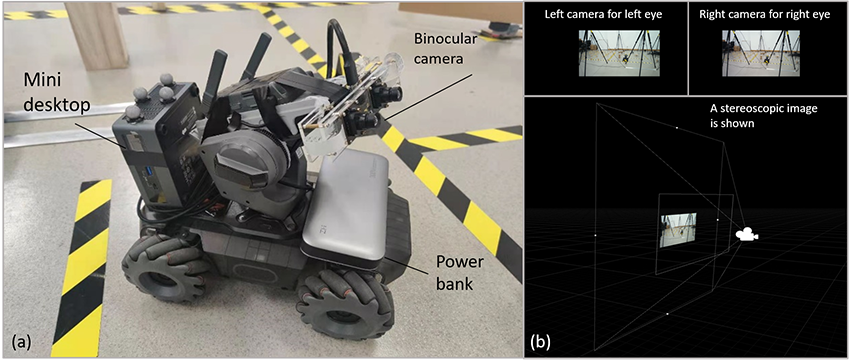 Mini
desktop
Binocular
camera
Power
bank
(a)
Left camera for left eye
Right camera for right eye
A stereoscopic image
is shown
(b)